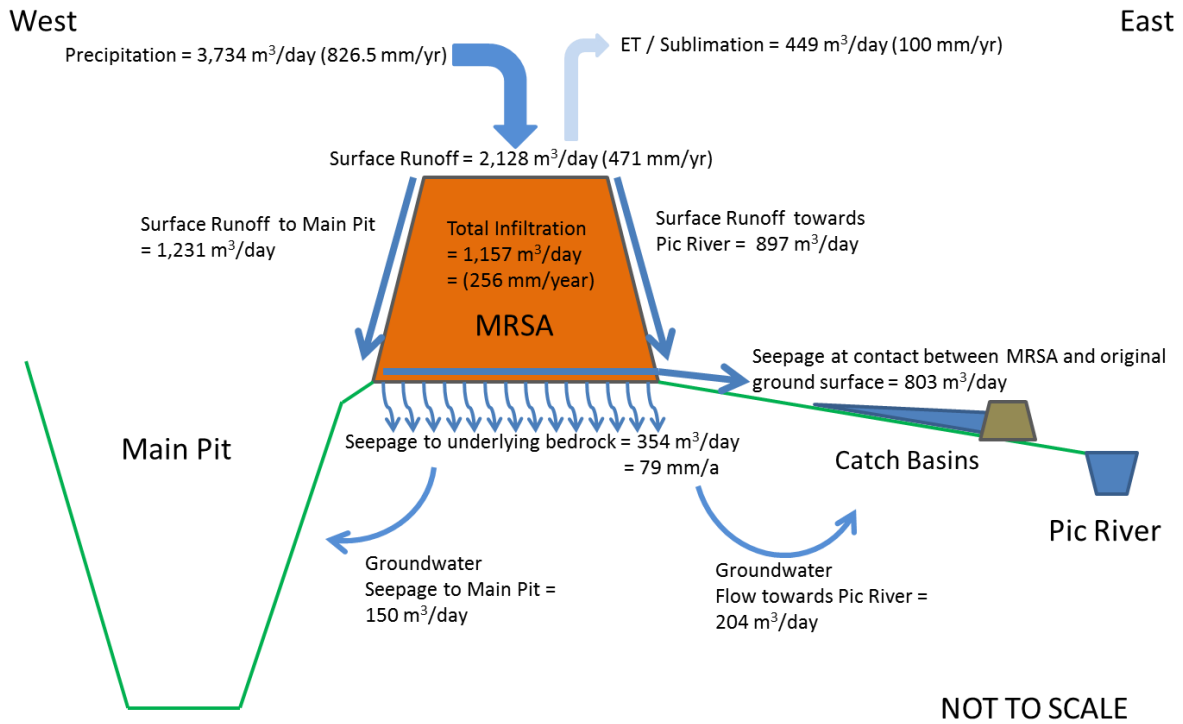 West
East
Precipitation = 3,734 m³/day (826.5 mm/yr)
ET / Sublimation = 449 m³/day (100 mm/yr)
Surface Runoff = 2,128 m³/day (471 mm/yr)
Surface Runoff to Main Pit
= 1,231 m³/day
Total Infiltration
= 1,157 m³/day
= (256 mm/year)
MRSA
Surface Runoff towards
Pic River = 897 m³/day
Seepage at contact between MRSA and original
ground surface = 803 m³/day
Main Pit
Seepage to underlying bedrock = 354 m³/day
= 79 mm/a
Catch Basins
Pic River
Groundwater
Seepage to Main Pit =
150 m³/day
Groundwater
Flow towards Pic River =
204 m³/day
NOT TO SCALE